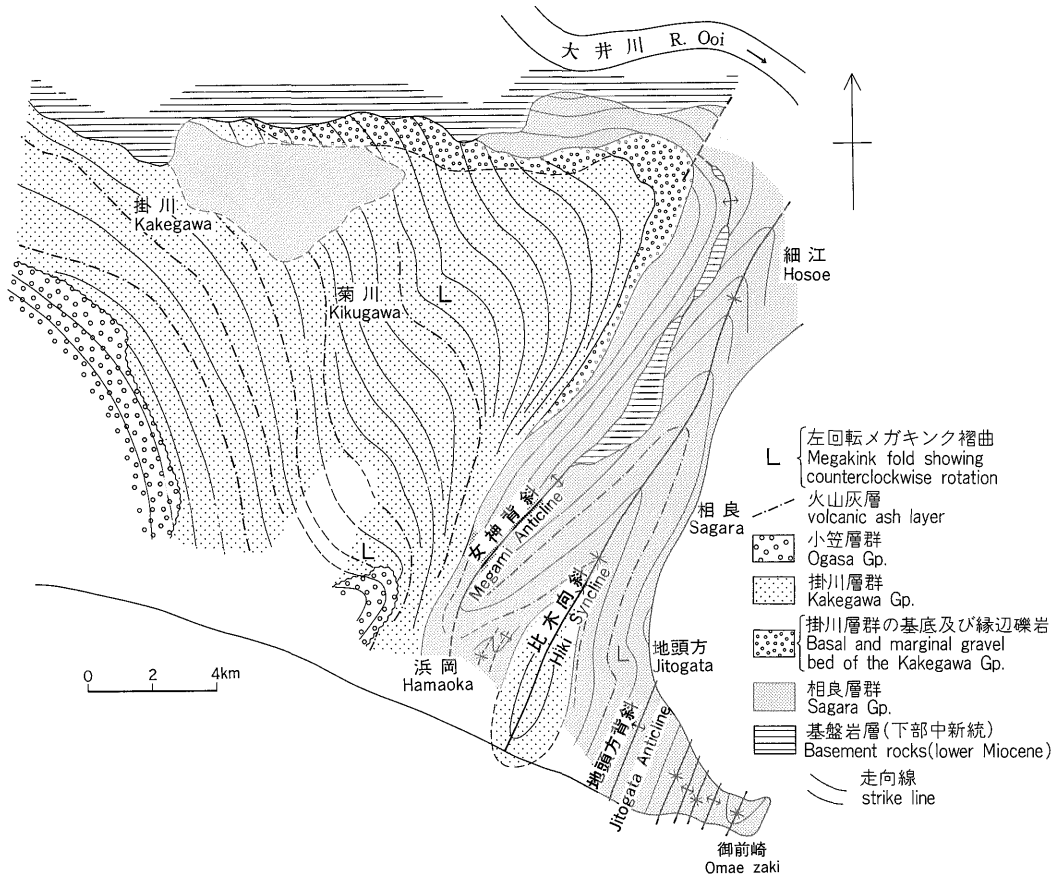 大井川 R. Ooi
掛川
Kakegawa
菊川
Kikugawa
L
細江
Hosoe
L
女神背斜
Megami Anticline
比木向斜
Hiki Syncline
相良
Sagara
地頭方
Jitogata
L
地頭方背斜
Jitogata Anticline
浜岡
Hamaoka
御前崎
Omae zaki
0 2 4km
L
左回転メガキンク褶曲
Megakink fold showing
counterclockwise rotation
火山灰層
volcanic ash layer
小笠層群
Ogasa Gp.
掛川層群
Kakegawa Gp.
掛川層群の基底及び縁辺礫岩
Basal and marginal gravel
bed of the Kakegawa Gp.
相良層群
Sagara Gp.
基盤岩層(下部中新統)
Basement rocks(lower Miocene)
走向線
strike line